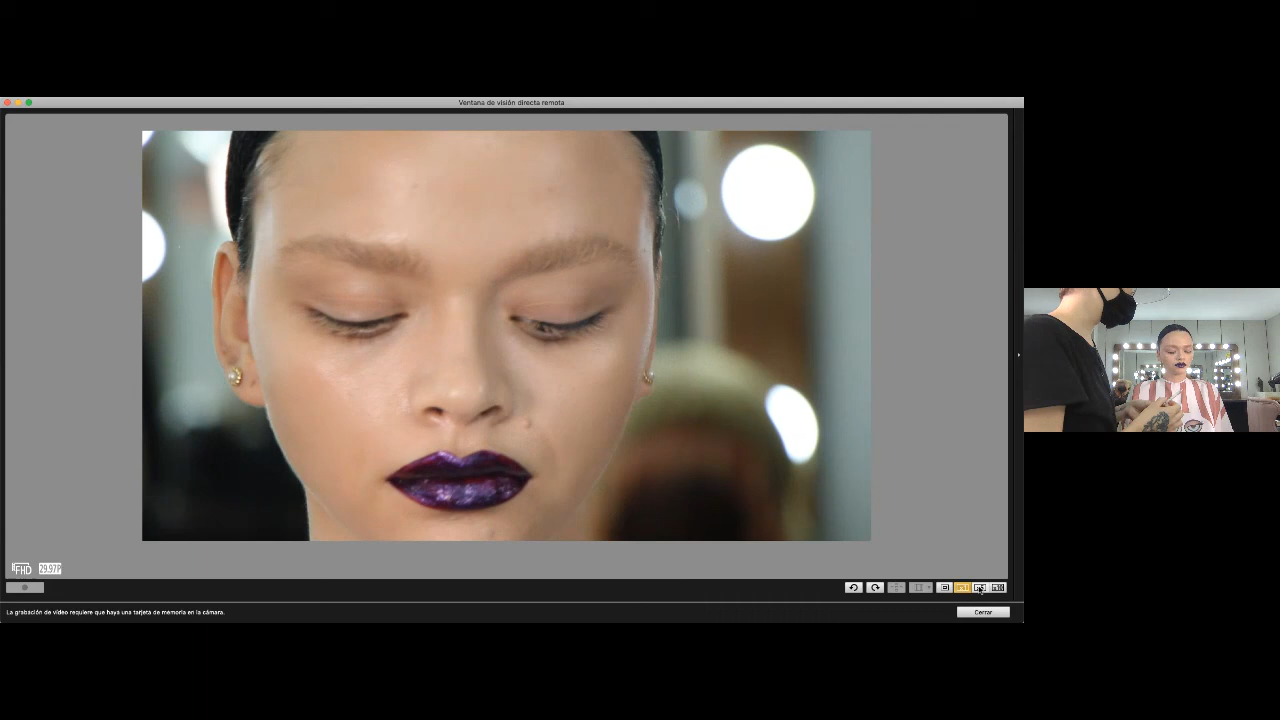 Ventana de visión directa remota
FHD 29.97P
La grabación de vídeo requiere que haya una tarjeta de memoria en la cámara.
Cerrar